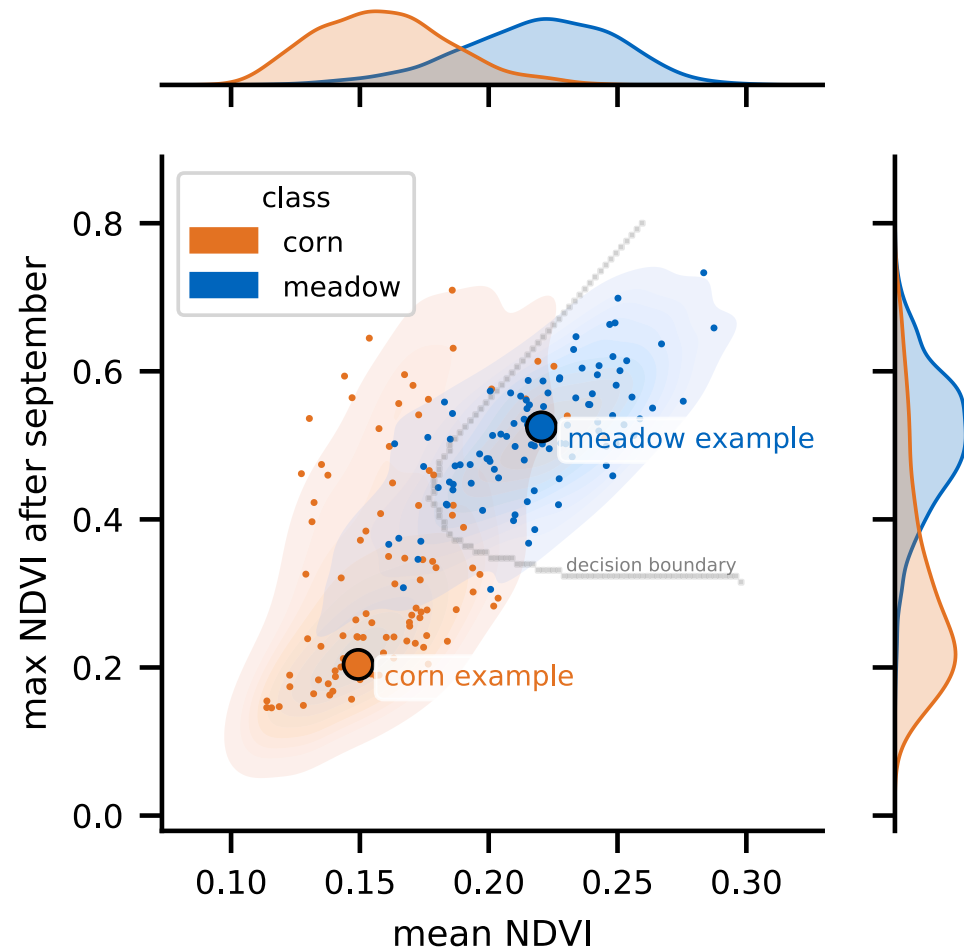 class
corn
meadow
0.8
0.6
0.4
0.2
0.0
max NDVI after september
meadow example
decision boundary
corn example
0.10 0.15 0.20 0.25 0.30
mean NDVI